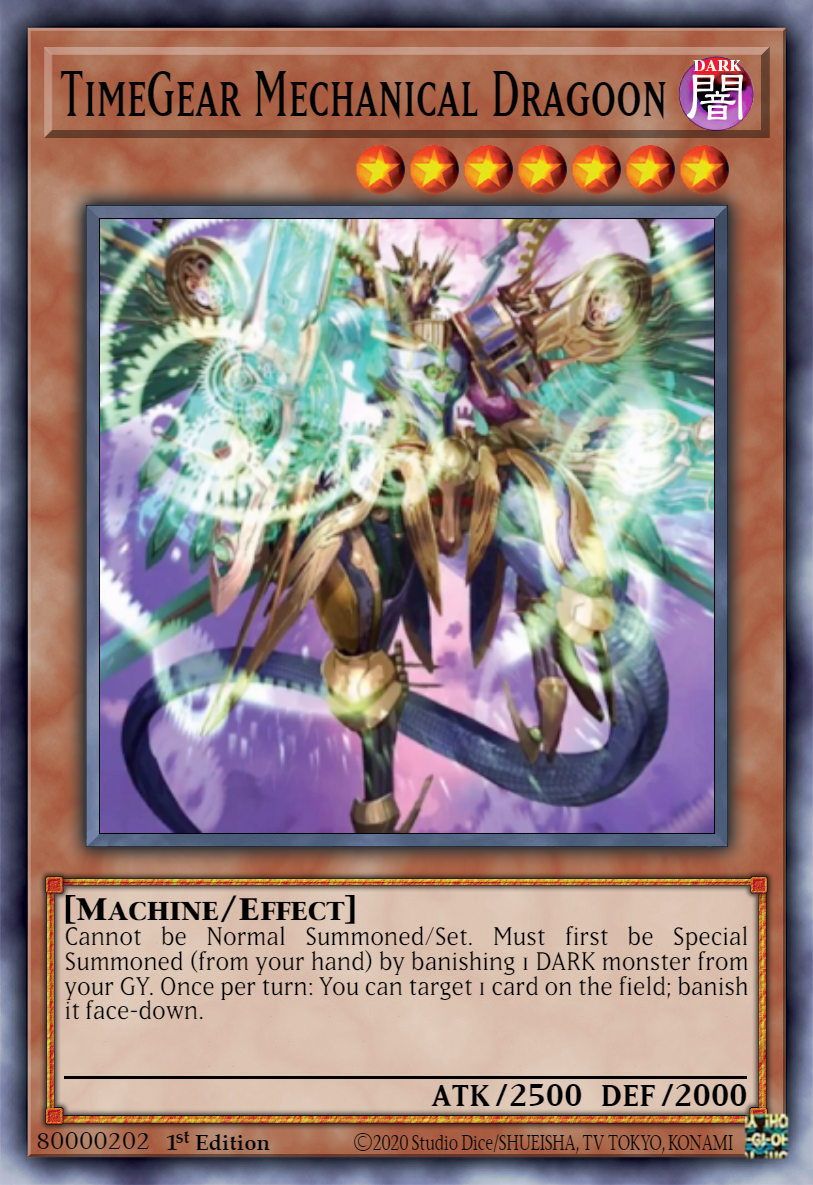 TimeGear Mechanical Dragoon
DARK
闇
[Machine/Effect]
Cannot be Normal Summoned/Set. Must first be Special
Summoned (from your hand) by banishing 1 DARK monster from
your GY. Once per turn: You can target 1 card on the field; banish
it face-down.
ATK/2500 DEF/2000
80000202 1st Edition ©2020 Studio Dice/SHUEISHA, TV TOKYO, KONAMI